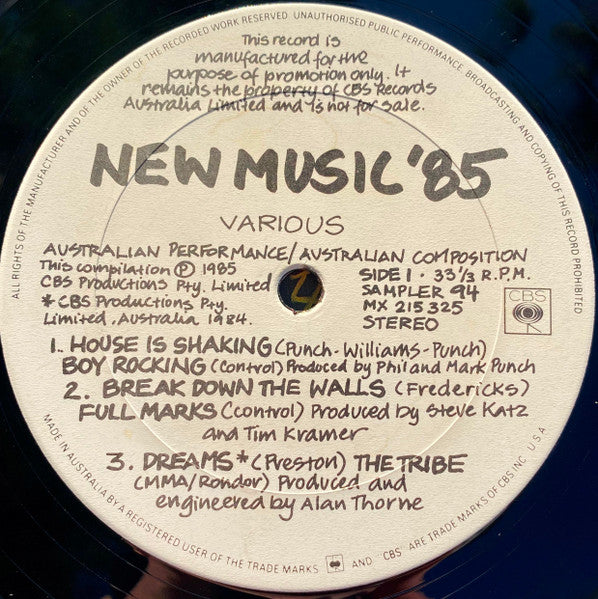 ALL RIGHTS OF THE MANUFACTURER AND OF THE OWNER OF THE RECORDED WORK RESERVED UNAUTHORISED PUBLIC PERFORMANCE, BROADCASTING AND COPYING OF THIS RECORD PROHIBITED
This record is
manufactured for the
purpose of promotion only. It
remains the property of CBS Records
Australia Limited and is not for sale.
NEW MUSIC '85
VARIOUS
AUSTRALIAN PERFORMANCE/AUSTRALIAN COMPOSITION
This compilation ℗ 1985
CBS Productions Pty. Limited
* CBS Productions Pty.
Limited. Australia 1984.
SIDE 1 · 33⅓ R.P.M.
SAMPLER 94
MX 215325
STEREO
CBS
1. HOUSE IS SHAKING (Punch-Williams-Punch)
BOY ROCKING (Control) Produced by Phil and Mark Punch
2. BREAK DOWN THE WALLS (Fredericks)
FULL MARKS (Control) Produced by Steve Katz
and Tim Kramer
3. DREAMS* (Preston) THE TRIBE
(MMA/Rondor) Produced and
engineered by Alan Thorne
MADE IN AUSTRALIA BY A REGISTERED USER OF THE TRADE MARKS AND "CBS" ARE TRADE MARKS OF CBS INC. U.S.A.